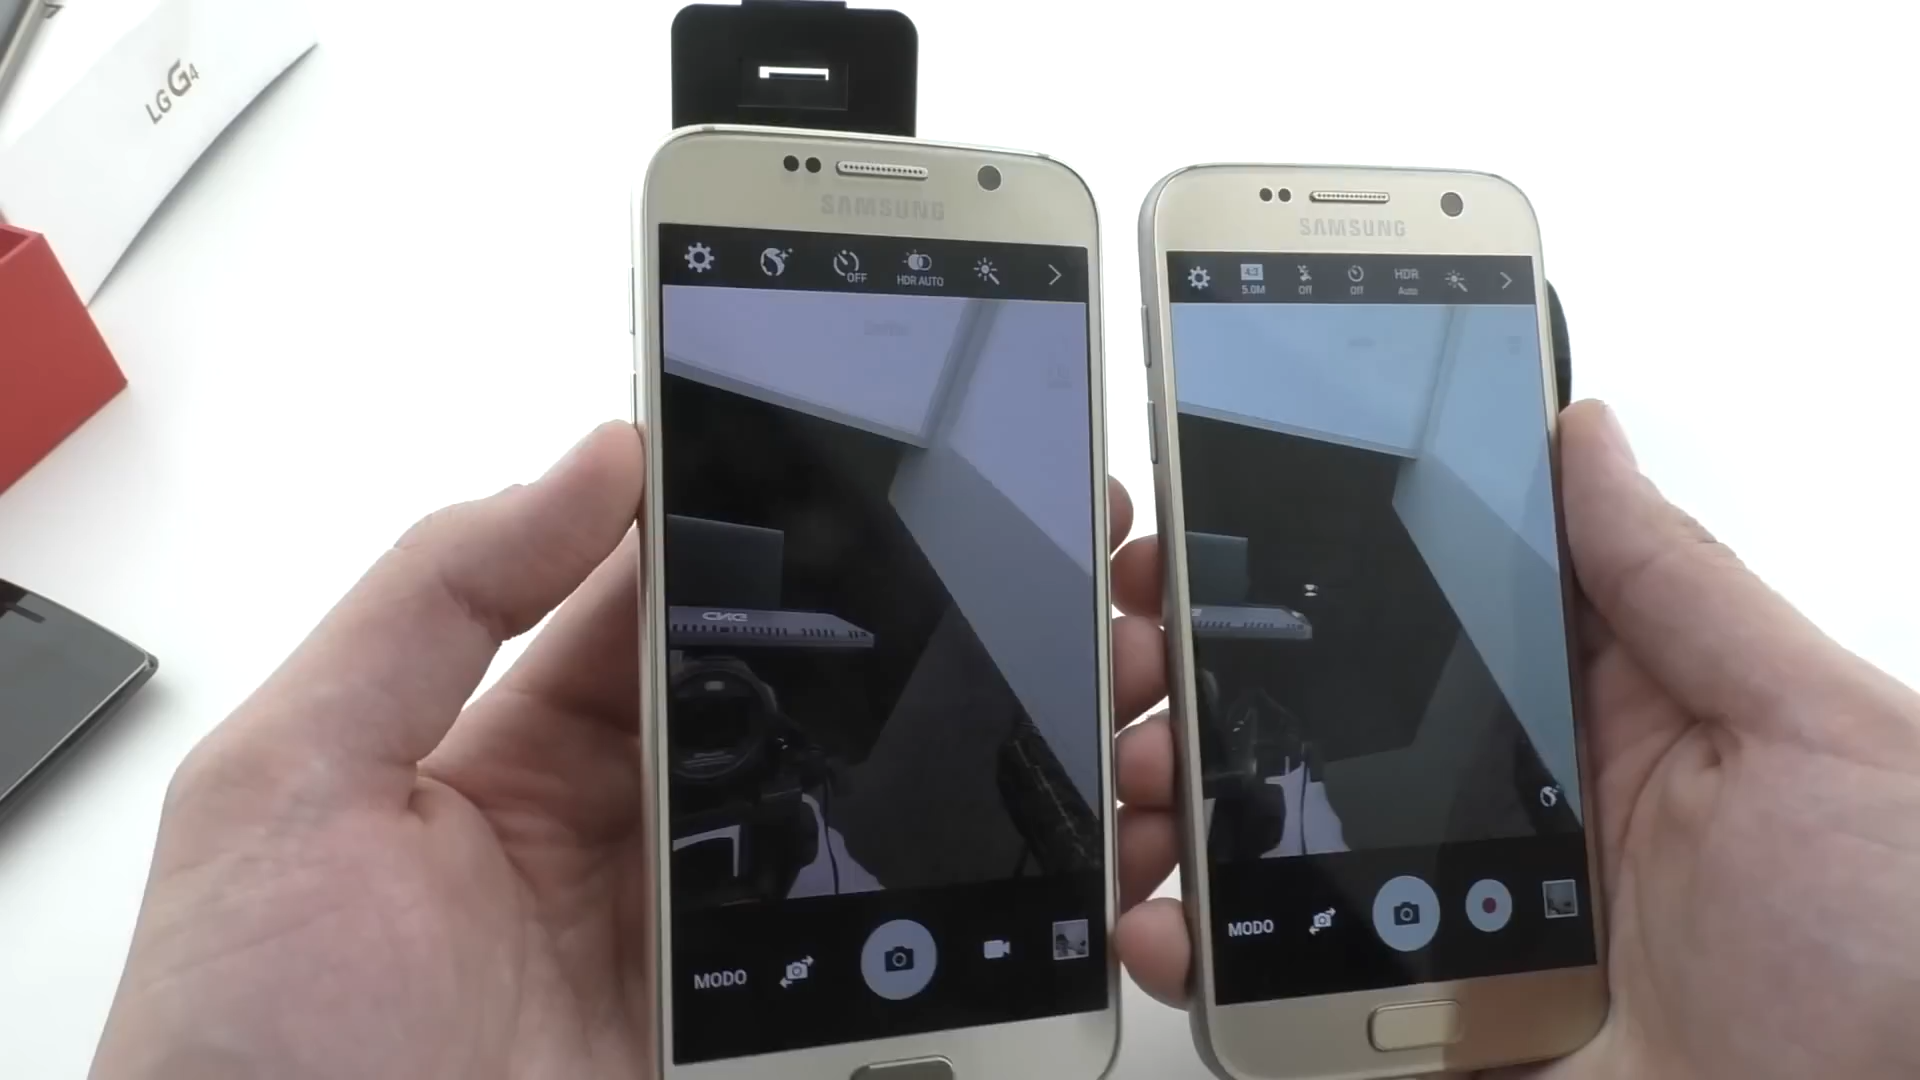 LG G4
SAMSUNG
OFF
HDR AUTO
MODO
SAMSUNG
4:3
5.0M
Off
Off
HDR
Auto
MODO